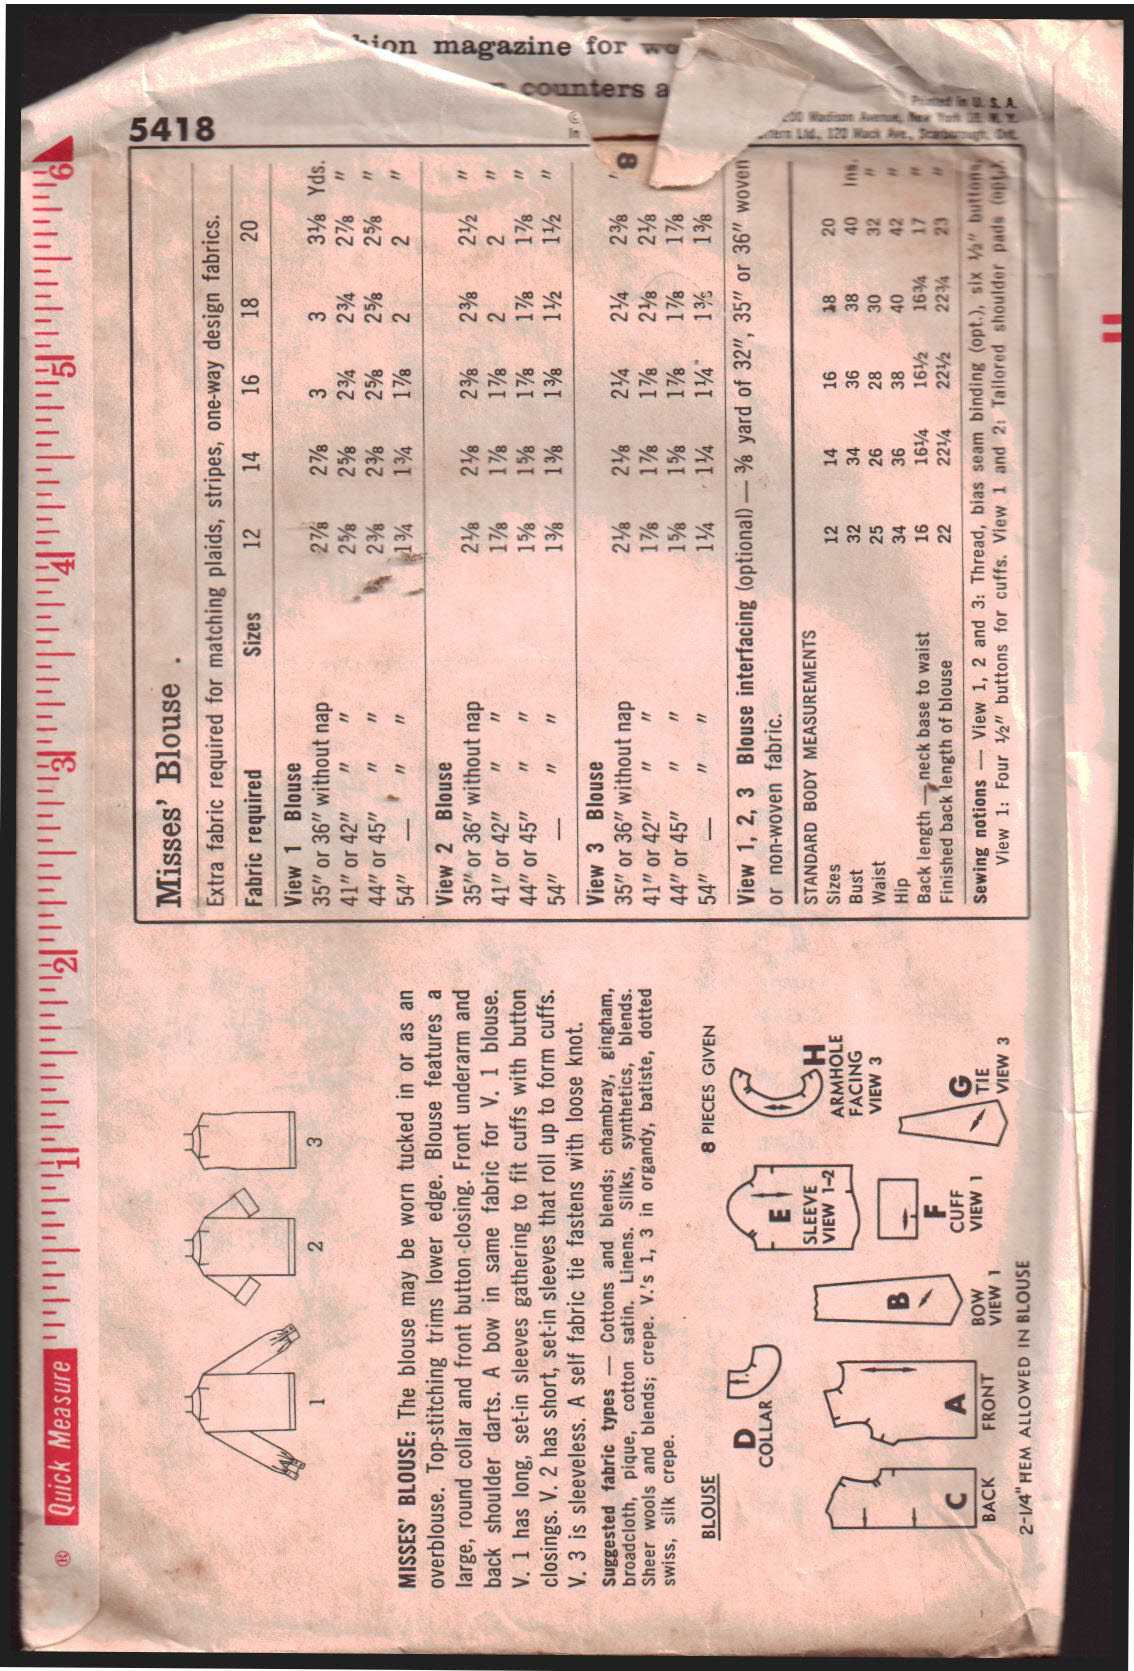 hion magazine for wo
counters a
5418
©
In
Printed in U. S. A.
200 Madison Avenue, New York 16, N. Y.
Ltd., 120 Mack Ave., Scarborough, Ont.
8
® Quick Measure 1 2 3 4 5 6
1 2 3
MISSES' BLOUSE: The blouse may be worn tucked in or as an
overblouse. Top-stitching trims lower edge. Blouse features a
large, round collar and front button closing. Front underarm and
back shoulder darts. A bow in same fabric for V. 1 blouse.
V. 1 has long, set-in sleeves gathering to fit cuffs with button
closings. V. 2 has short, set-in sleeves that roll up to form cuffs.
V. 3 is sleeveless. A self fabric tie fastens with loose knot.
Suggested fabric types — Cottons and blends; chambray, gingham,
broadcloth, pique, cotton satin. Linens. Silks, synthetics, blends.
Sheer wools and blends; crepe. V.'s 1, 3 in organdy, batiste, dotted
swiss, silk crepe.
BLOUSE 8 PIECES GIVEN
D
COLLAR
E
SLEEVE
VIEW 1-2
H
ARMHOLE
FACING
VIEW 3
C
BACK
A
FRONT
B
BOW
VIEW 1
F
CUFF
VIEW 1
G
TIE
VIEW 3
2-1/4" HEM ALLOWED IN BLOUSE
Misses' Blouse
Extra fabric required for matching plaids, stripes, one-way design fabrics.
Fabric required Sizes 12 14 16 18 20
View 1 Blouse
35" or 36" without nap 2⅞ 2⅞ 3 3 3⅛ Yds.
41" or 42" " " 2⅝ 2⅝ 2¾ 2¾ 2⅞ "
44" or 45" " " 2⅜ 2⅜ 2⅝ 2⅝ 2⅝ "
54" — " " 1¾ 1¾ 1⅞ 2 2 "
View 2 Blouse
35" or 36" without nap 2⅛ 2⅛ 2⅜ 2⅜ 2½ "
41" or 42" " " 1⅞ 1⅞ 1⅞ 2 2 "
44" or 45" " " 1⅝ 1⅝ 1⅞ 1⅞ 1⅞ "
54" — " " 1⅜ 1⅜ 1⅜ 1½ 1½ "
View 3 Blouse
35" or 36" without nap 2⅛ 2⅛ 2¼ 2¼ 2⅜ "
41" or 42" " " 1⅞ 1⅞ 1⅞ 2⅛ 2⅛
44" or 45" " " 1⅝ 1⅝ 1⅞ 1⅞ 1⅞
54" — " " 1¼ 1¼ 1¼ 1⅜ 1⅜
View 1, 2, 3 Blouse interfacing (optional) — ⅜ yard of 32", 35" or 36" woven
or non-woven fabric.
STANDARD BODY MEASUREMENTS
Sizes 12 14 16 18 20
Bust 32 34 36 38 40 Ins.
Waist 25 26 28 30 32 "
Hip 34 36 38 40 42 "
Back length — neck base to waist 16 16¼ 16½ 16¾ 17 "
Finished back length of blouse 22 22¼ 22½ 22¾ 23 "
Sewing notions — View 1, 2 and 3: Thread, bias seam binding (opt.), six ½" buttons,
View 1: Four ½" buttons for cuffs. View 1 and 2: Tailored shoulder pads (opt.).